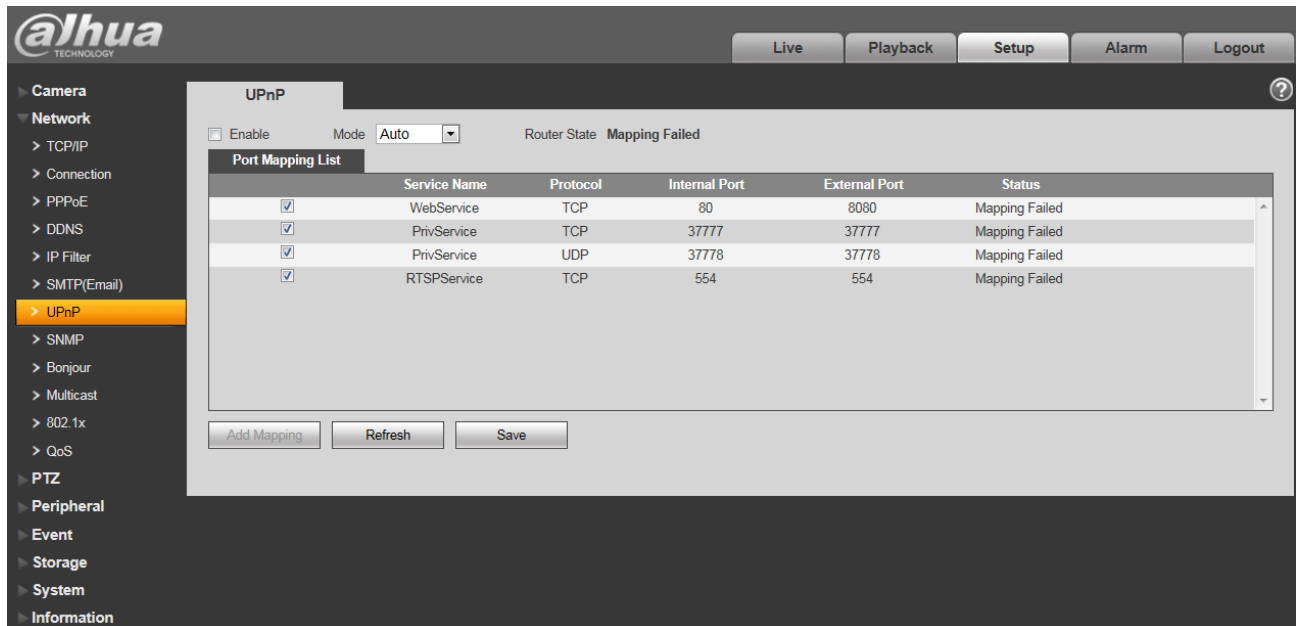 alhua
TECHNOLOGY
Live Playback Setup Alarm Logout
Camera
Network
> TCP/IP
> Connection
> PPPoE
> DDNS
> IP Filter
> SMTP(Email)
> UPnP
> SNMP
> Bonjour
> Multicast
> 802.1x
> QoS
PTZ
Peripheral
Event
Storage
System
Information
UPnP
?
Enable Mode Auto Router State Mapping Failed
Port Mapping List
Service Name Protocol Internal Port External Port Status
WebService TCP 80 8080 Mapping Failed
PrivService TCP 37777 37777 Mapping Failed
PrivService UDP 37778 37778 Mapping Failed
RTSPService TCP 554 554 Mapping Failed
Add Mapping Refresh Save